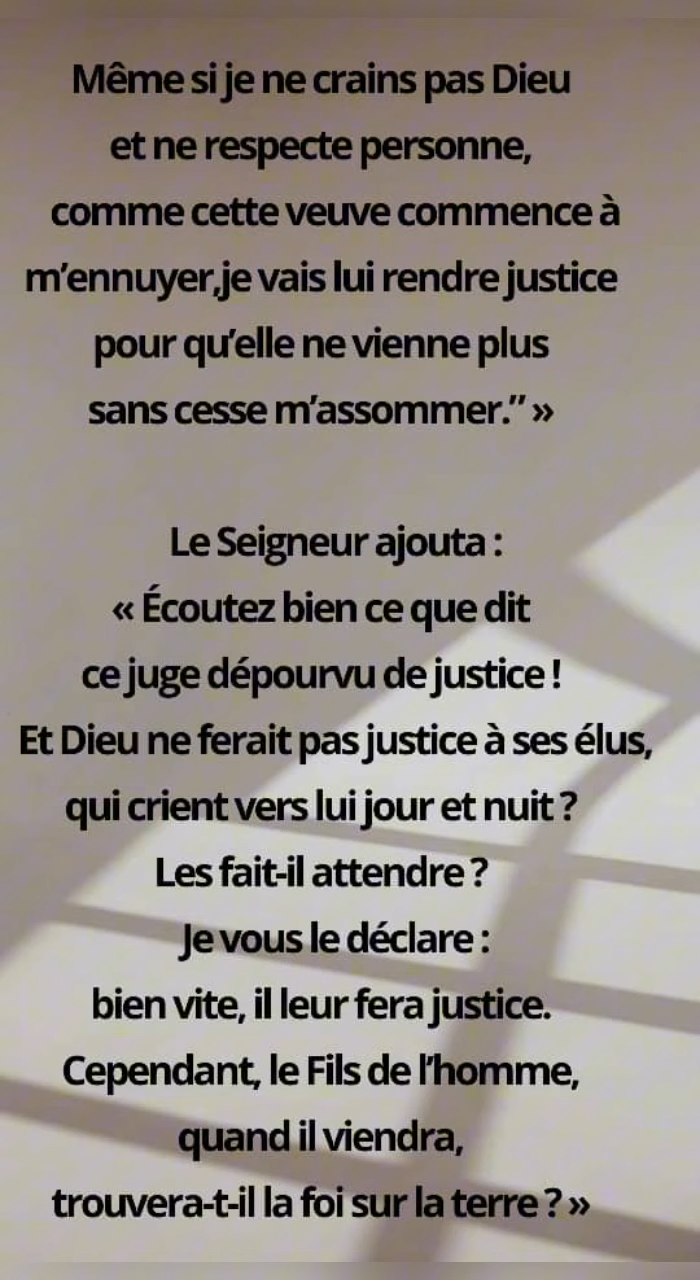 Même si je ne crains pas Dieu
et ne respecte personne,
comme cette veuve commence à
m’ennuyer,je vais lui rendre justice
pour qu’elle ne vienne plus
sans cesse m’assommer.” »
Le Seigneur ajouta :
« Écoutez bien ce que dit
ce juge dépourvu de justice !
Et Dieu ne ferait pas justice à ses élus,
qui crient vers lui jour et nuit ?
Les fait-il attendre ?
Je vous le déclare :
bien vite, il leur fera justice.
Cependant, le Fils de l’homme,
quand il viendra,
trouvera-t-il la foi sur la terre ? »